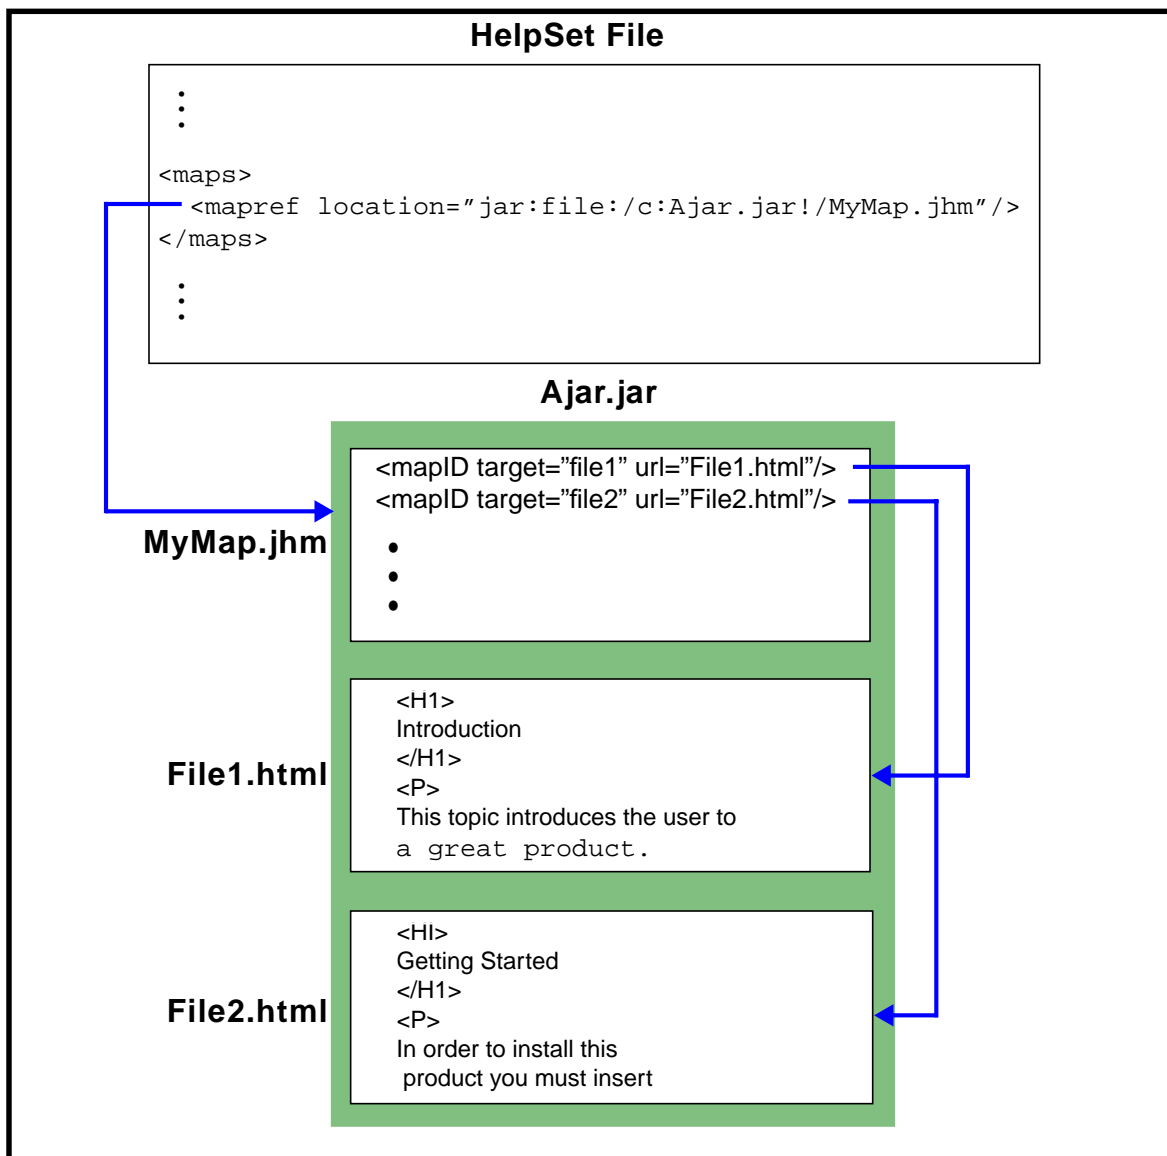 HelpSet File
<maps>
<mapref location="jar:file:/c:Ajar.jar!/MyMap.jhm"/>
</maps>
Ajar.jar
<mapID target=”file1” url=”File1.html”/>
<mapID target=”file2” url=”File2.html”/>
MyMap.jhm
<H1>
Introduction
</H1>
File1.html
<P>
This topic introduces the user to
a great product.
<HI>
Getting Started
</H1>
File2.html
<P>
In order to install this
product you must insert